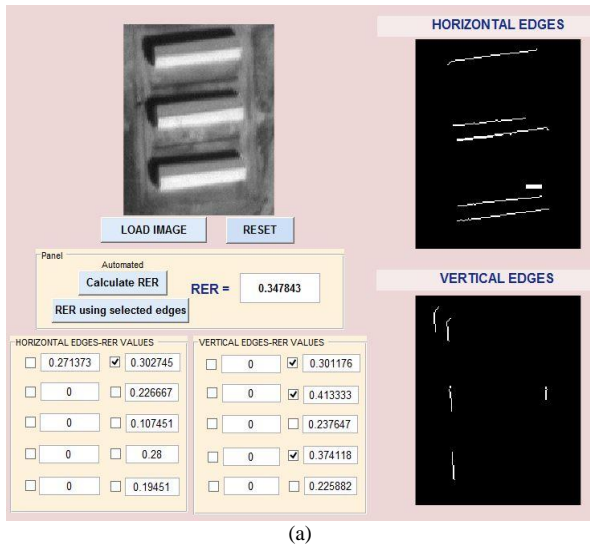 HORIZONTAL EDGES
LOAD IMAGE RESET
Panel
Automated
Calculate RER
RER using selected edges
RER = 0.347843
VERTICAL EDGES
HORIZONTAL EDGES-RER VALUES
0.271373 0.302745
0 0.226667
0 0.107451
0 0.28
0 0.19451
VERTICAL EDGES-RER VALUES
0 0.301176
0 0.413333
0 0.237647
0 0.374118
0 0.225882
(a)